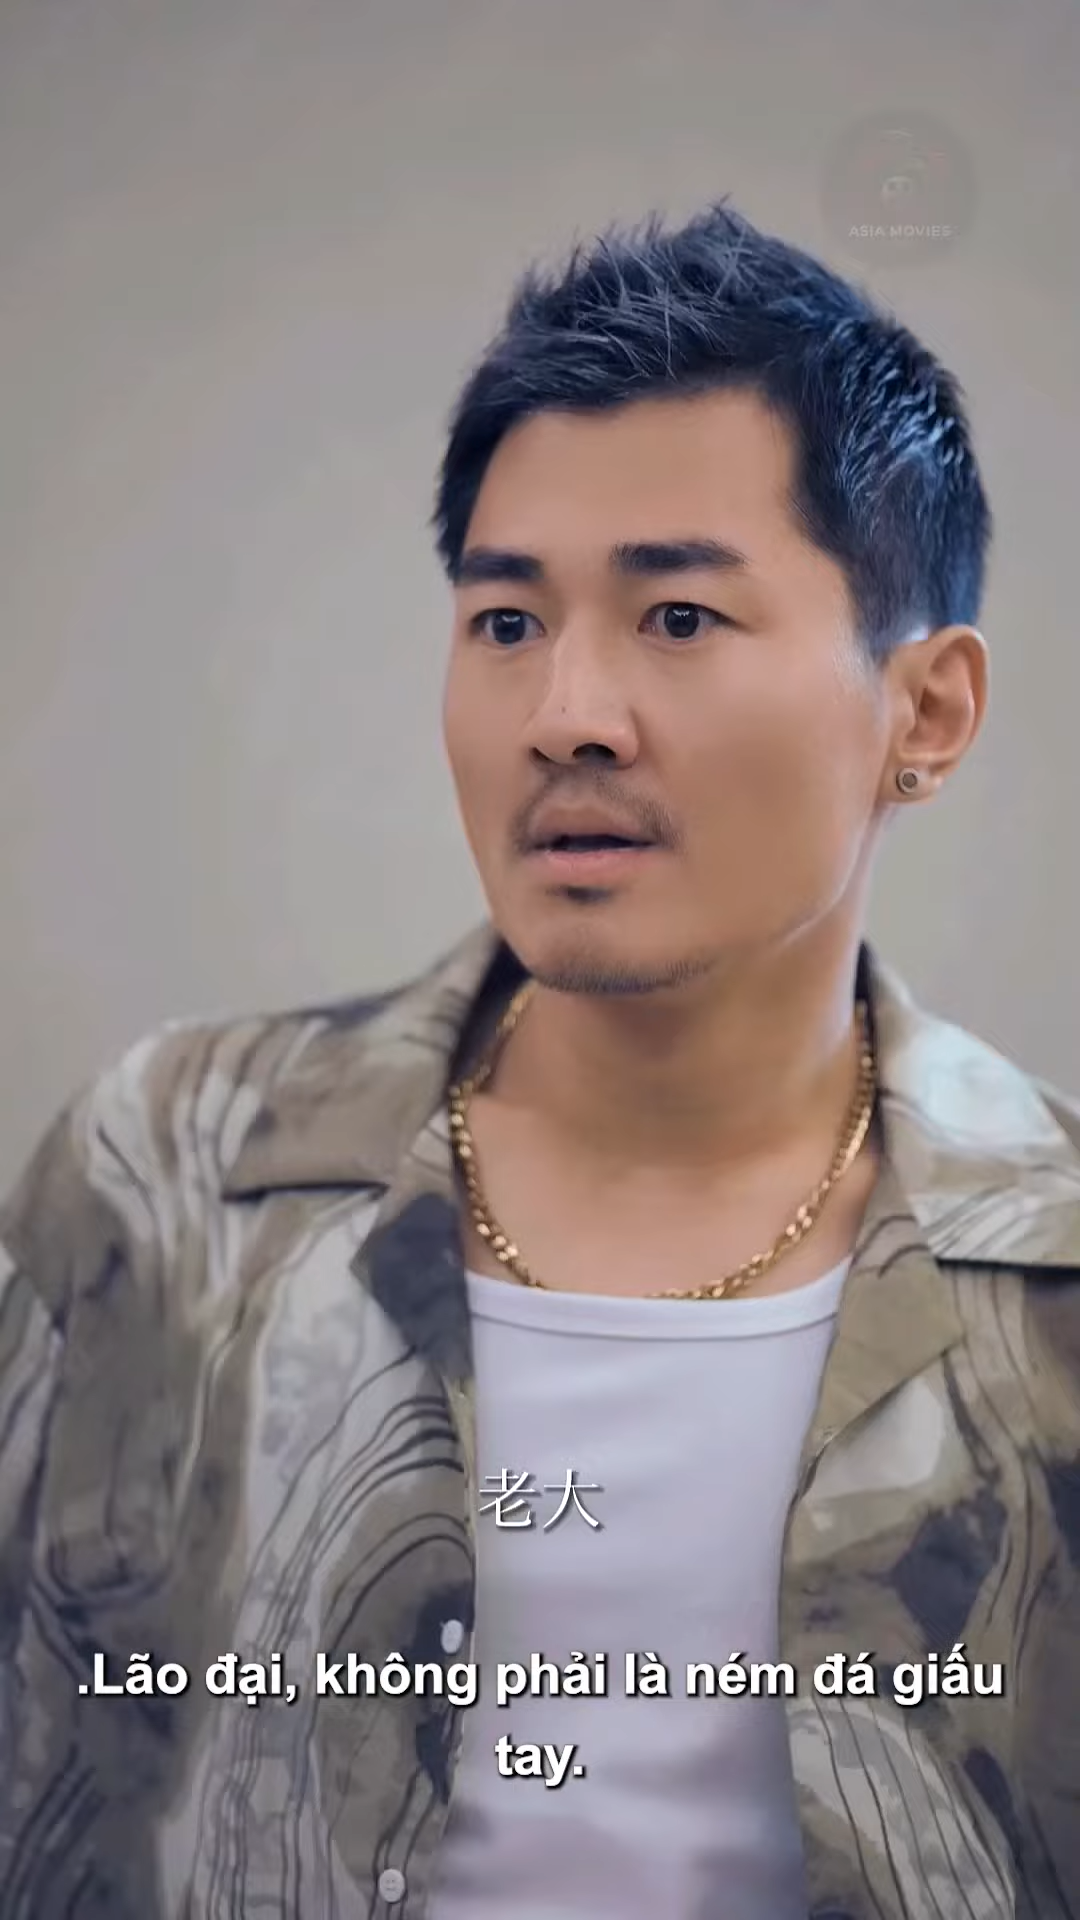 ASIA MOVIES
老大
.Lão đại, không phải là ném đá giấu
tay.